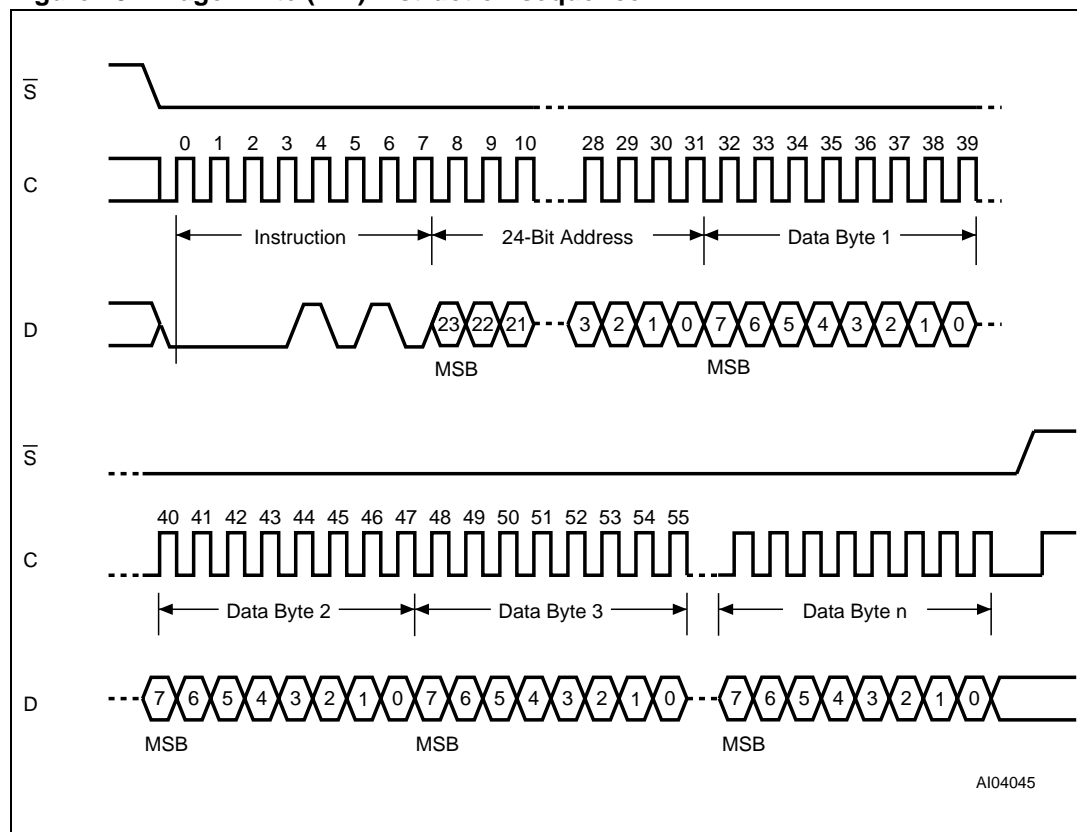 S
0 1 2 3 4 5 6 7 8 9 10 28 29 30 31 32 33 34 35 36 37 38 39
C
Instruction 24-Bit Address Data Byte 1
D 23 22 21 3 2 1 0 7 6 5 4 3 2 1 0
MSB MSB
S
40 41 42 43 44 45 46 47 48 49 50 51 52 53 54 55
C
Data Byte 2 Data Byte 3 Data Byte n
D 7 6 5 4 3 2 1 0 7 6 5 4 3 2 1 0 7 6 5 4 3 2 1 0
MSB MSB MSB
AI04045